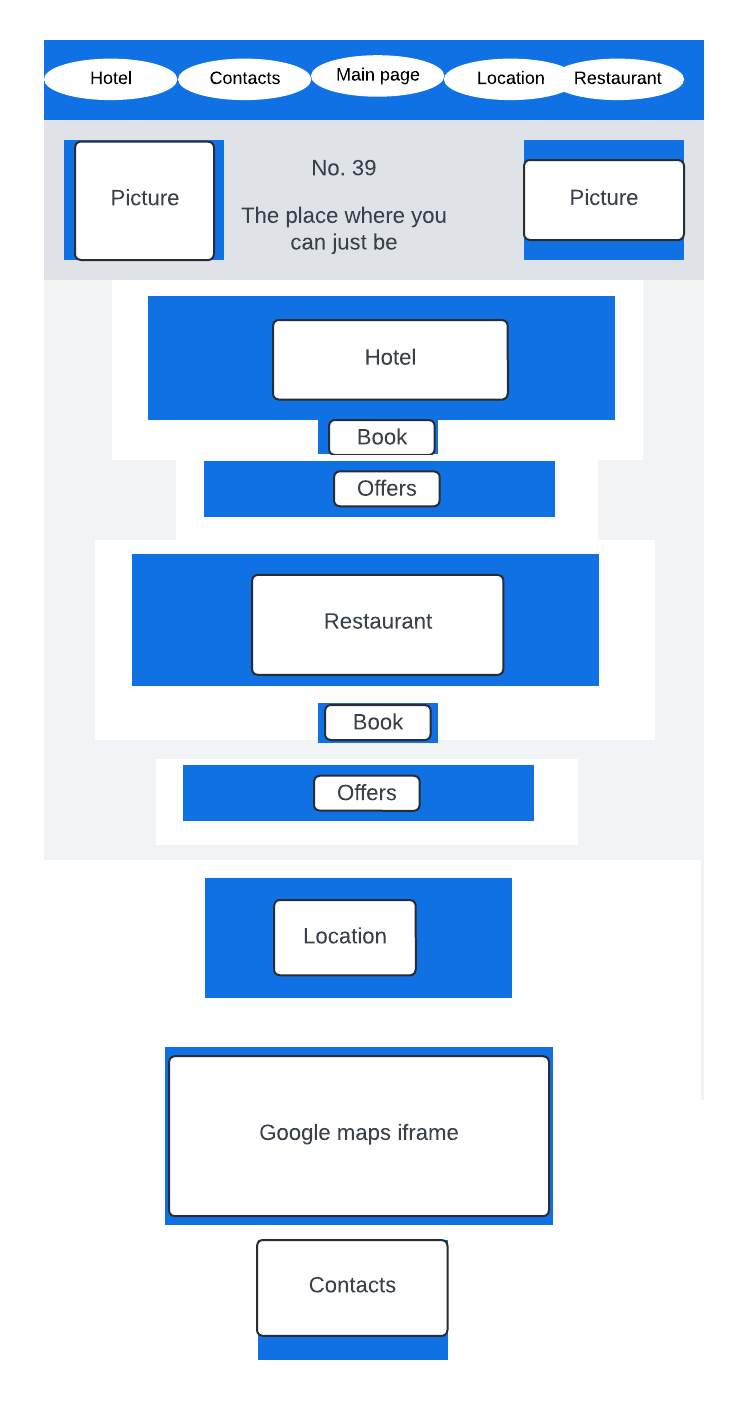 Hotel
Contacts
Main page
Location
Restaurant
Picture
No. 39
The place where you
can just be
Picture
Hotel
Book
Offers
Restaurant
Book
Offers
Location
Google maps iframe
Contacts